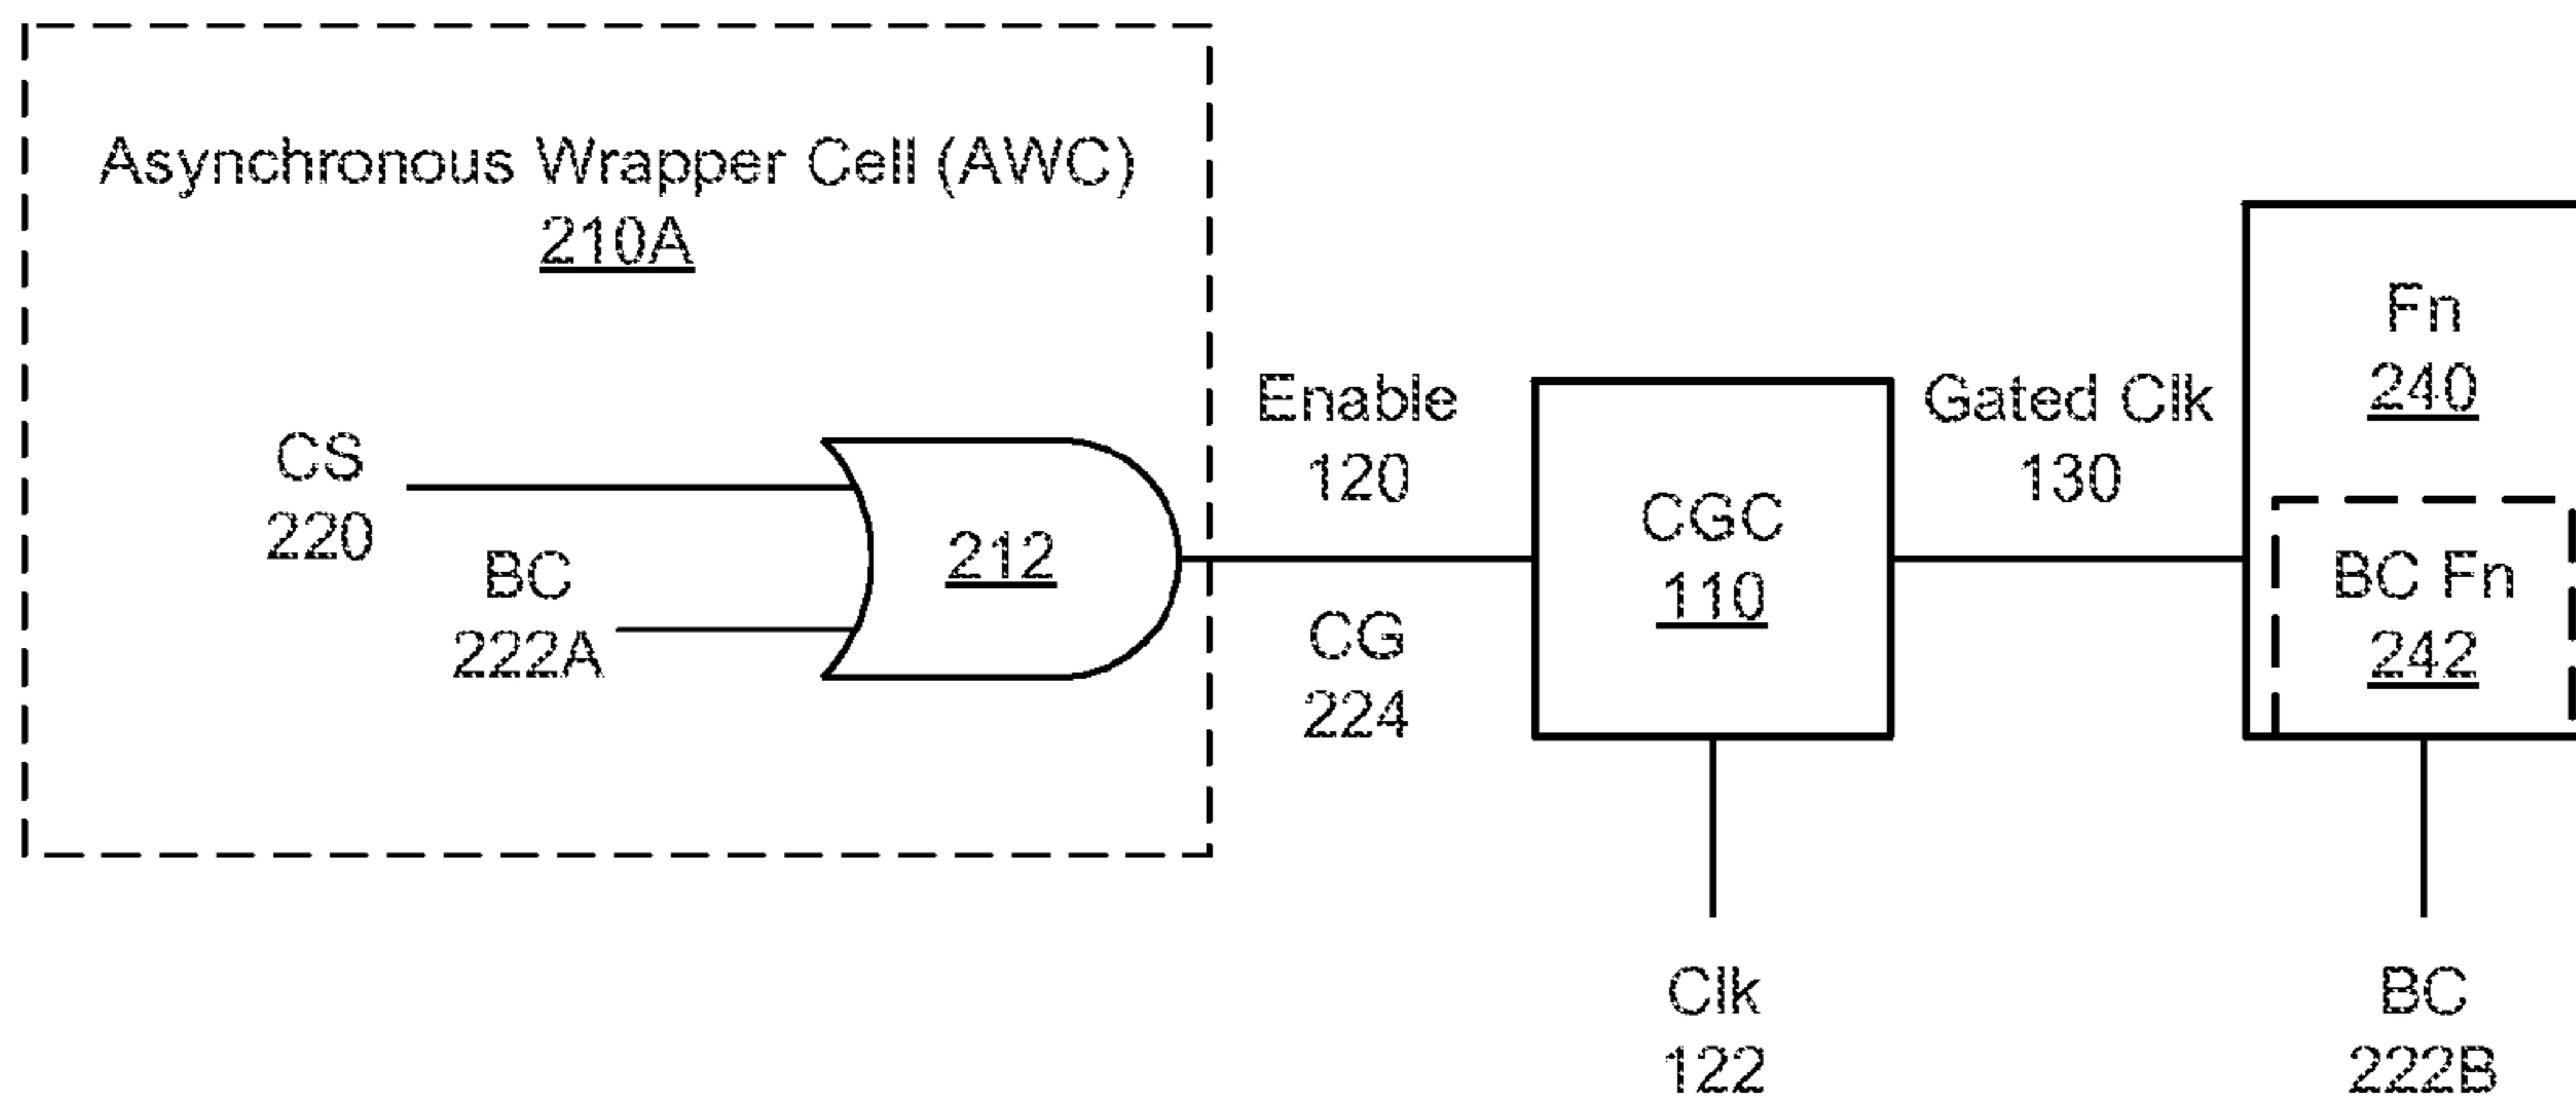 Asynchronous Wrapper Cell (AWC)
210A
CS
220
BC
222A
212
Enable
120
CG
224
CGC
110
Clk
122
Gated Clk
130
Fn
240
BC Fn
242
BC
222B